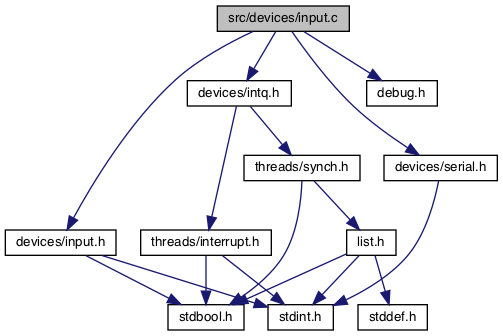 src/devices/input.c
devices/intq.h
debug.h
threads/synch.h
devices/serial.h
devices/input.h
threads/interrupt.h
list.h
stdbool.h
stdint.h
stddef.h